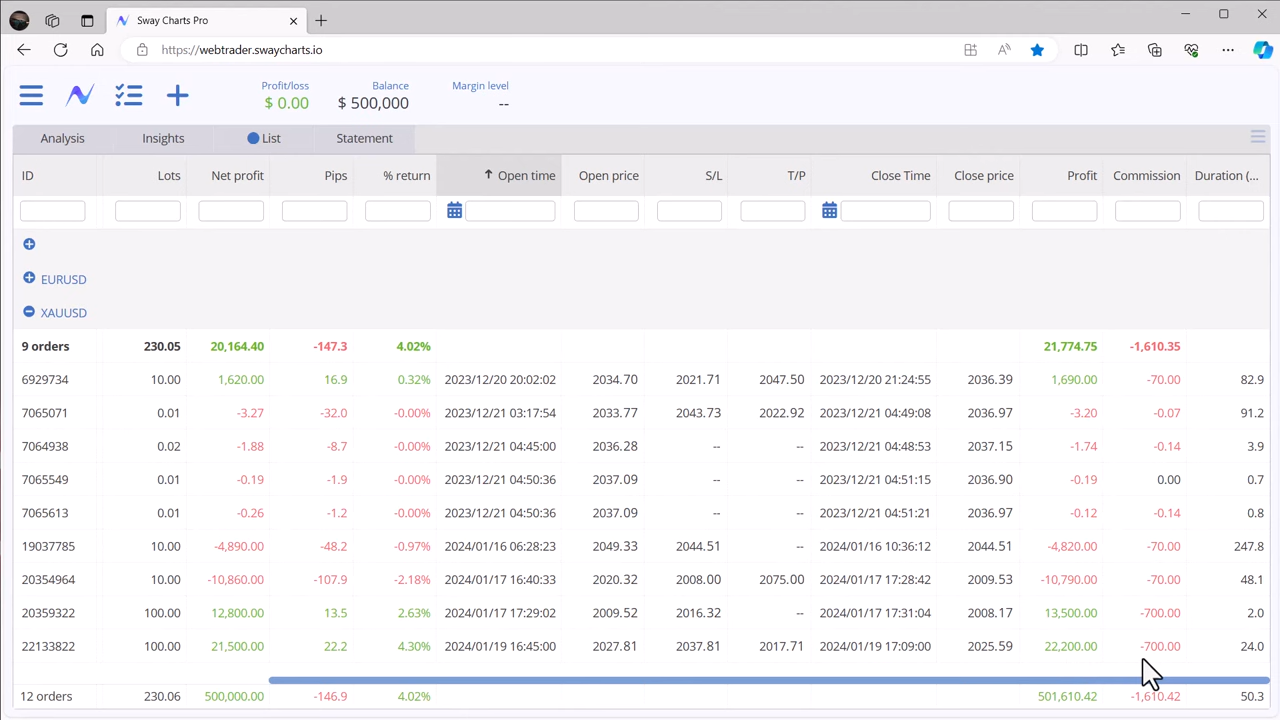 Sway Charts Pro
https://webtrader.swaycharts.io
Profit/loss Balance Margin level
$ 0.00 $ 500,000 --
Analysis Insights List Statement
ID Lots Net profit Pips % return Open time Open price S/L T/P Close Time Close price Profit Commission Duration (...
EURUSD
XAUUSD
9 orders 230.05 20,164.40 -147.3 4.02% 21,774.75 -1,610.35
6929734 10.00 1,620.00 16.9 0.32% 2023/12/20 20:02:02 2034.70 2021.71 2047.50 2023/12/20 21:24:55 2036.39 1,690.00 -70.00 82.9
7065071 0.01 -3.27 -32.0 -0.00% 2023/12/21 03:17:54 2033.77 2043.73 2022.92 2023/12/21 04:49:08 2036.97 -3.20 -0.07 91.2
7064938 0.02 -1.88 -8.7 -0.00% 2023/12/21 04:45:00 2036.28 -- -- 2023/12/21 04:48:53 2037.15 -1.74 -0.14 3.9
7065549 0.01 -0.19 -1.9 -0.00% 2023/12/21 04:50:36 2037.09 -- -- 2023/12/21 04:51:15 2036.90 -0.19 0.00 0.7
7065613 0.01 -0.26 -1.2 -0.00% 2023/12/21 04:50:36 2037.09 -- -- 2023/12/21 04:51:21 2036.97 -0.12 -0.14 0.8
19037785 10.00 -4,890.00 -48.2 -0.97% 2024/01/16 06:28:23 2049.33 2044.51 -- 2024/01/16 10:36:12 2044.51 -4,820.00 -70.00 247.8
20354964 10.00 -10,860.00 -107.9 -2.18% 2024/01/17 16:40:33 2020.32 2008.00 2075.00 2024/01/17 17:28:42 2009.53 -10,790.00 -70.00 48.1
20359322 100.00 12,800.00 13.5 2.63% 2024/01/17 17:29:02 2009.52 2016.32 -- 2024/01/17 17:31:04 2008.17 13,500.00 -700.00 2.0
22133822 100.00 21,500.00 22.2 4.30% 2024/01/19 16:45:00 2027.81 2037.81 2017.71 2024/01/19 17:09:00 2025.59 22,200.00 -700.00 24.0
12 orders 230.06 500,000.00 -146.9 4.02% 501,610.42 -1,610.42 50.3